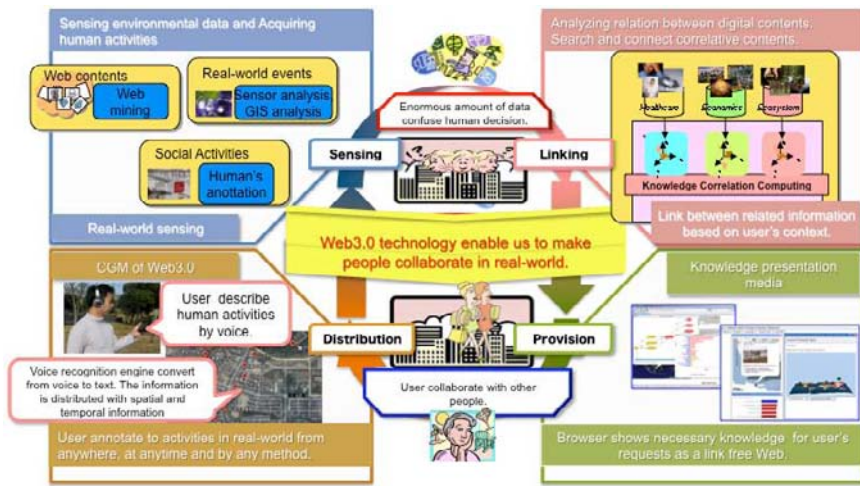 Sensing environmental data and Acquiring
human activities
Web contents
Web
mining
Real-world events
Sensor analysis
GIS analysis
Social Activities
Human's
anottation
Real-world sensing
Enormous amount of data
confuse human decision.
Sensing
Linking
Analyzing relation between digital contents.
Search and connect correlative contents.
Healthcare
Economics
Ecosystem
Knowledge Correlation Computing
Link between related information
based on user's context.
Web3.0 technology enable us to make
people collaborate in real-world.
CGM of Web3.0
User describe
human activities
by voice.
Voice recognition engine convert
from voice to text. The information
is distributed with spatial and
temporal information
User annotate to activities in real-world from
anywhere, at anytime and by any method.
Distribution
Provision
User collaborate with other
people.
Knowledge presentation
media
Browser shows necessary knowledge for user's
requests as a link free Web.